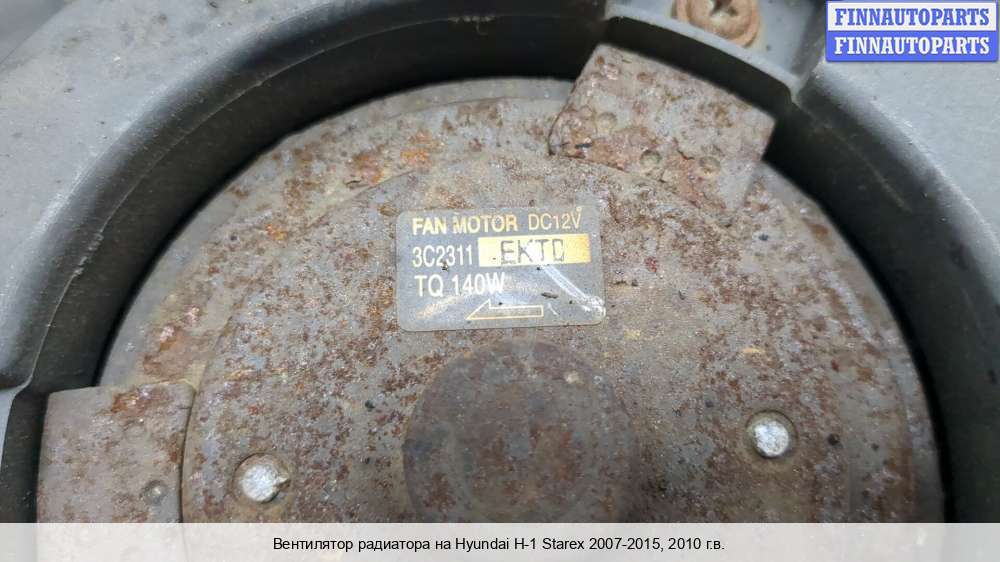 FINNAUTOPARTS
FINNAUTOPARTS
FAN MOTOR DC12V
3C2311 EKTD
TQ 140W
Вентилятор радиатора на Hyundai H-1 Starex 2007-2015, 2010 г.в.